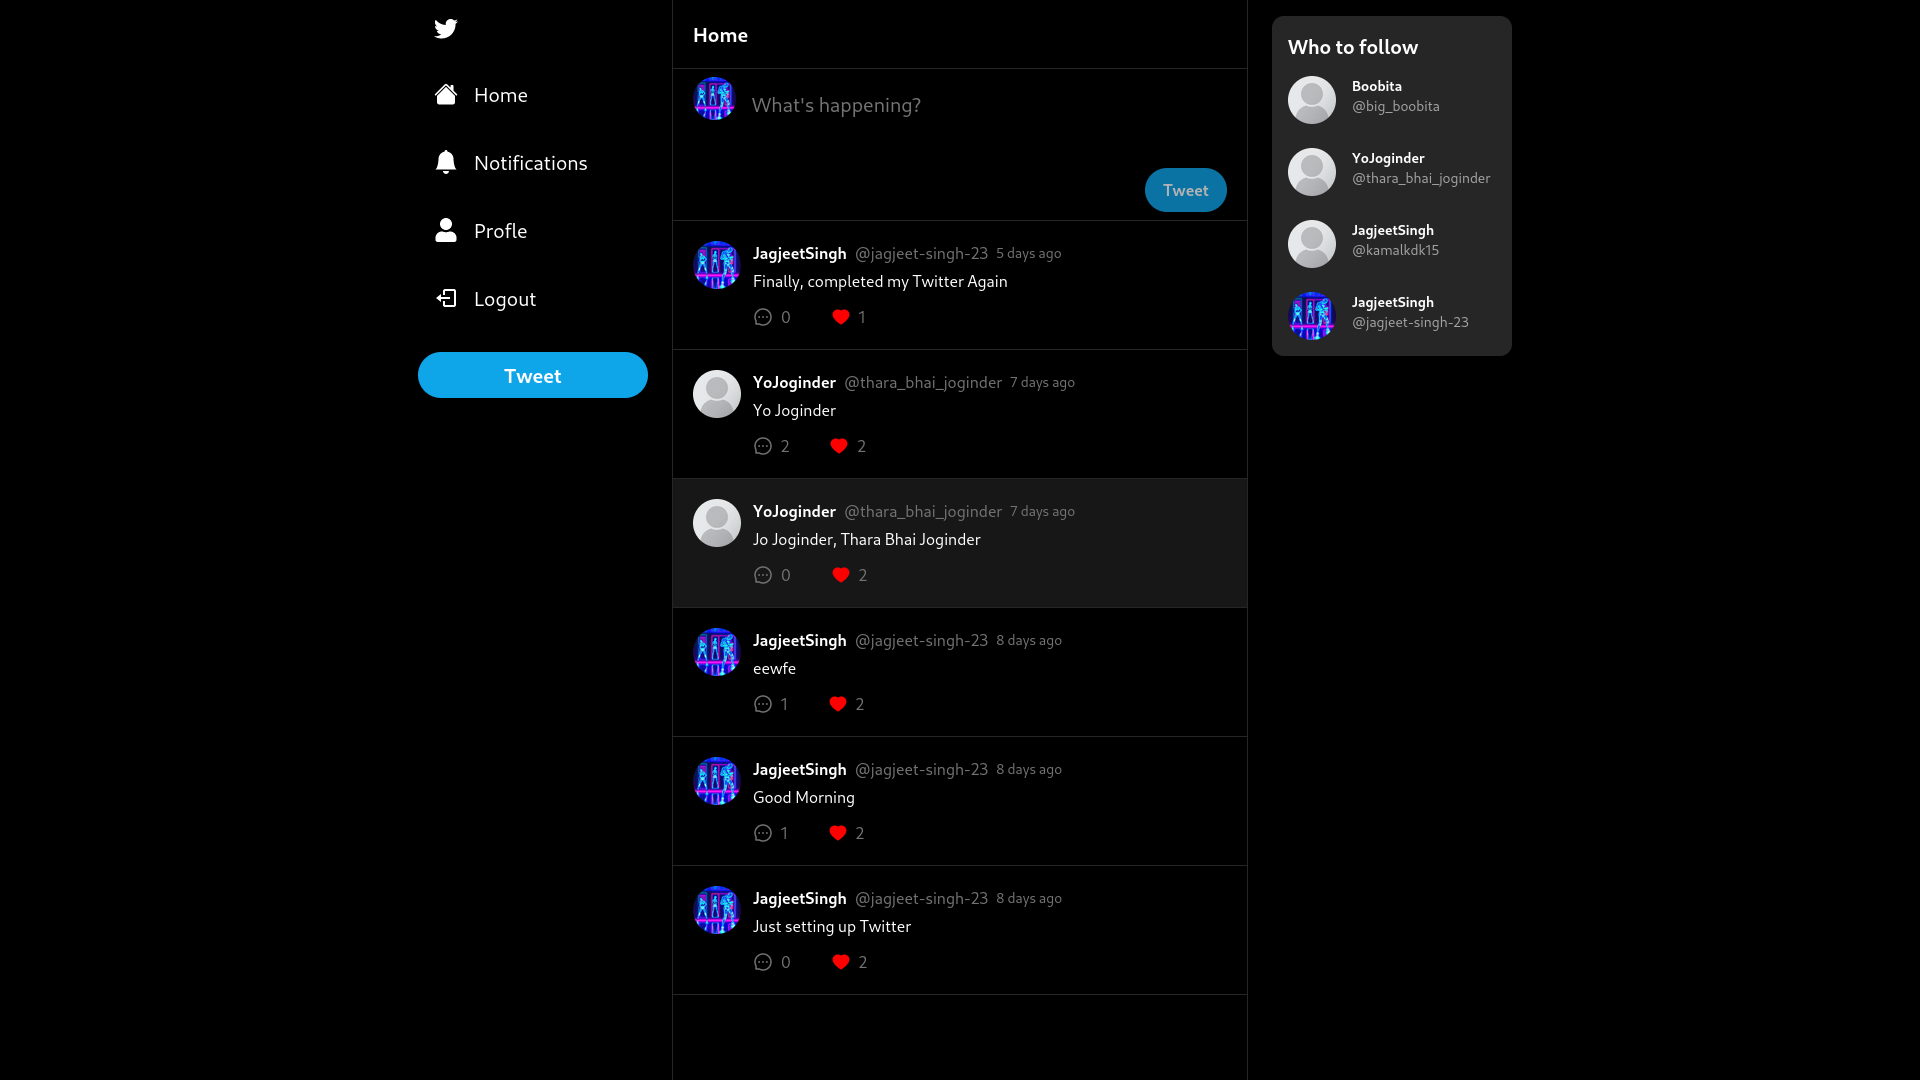 Home
Notifications
Profle
Logout
Tweet
Home
What's happening?
Tweet
JagjeetSingh @jagjeet-singh-23 5 days ago
Finally, completed my Twitter Again
0 1
YoJoginder @thara_bhai_joginder 7 days ago
Yo Joginder
2 2
YoJoginder @thara_bhai_joginder 7 days ago
Jo Joginder, Thara Bhai Joginder
0 2
JagjeetSingh @jagjeet-singh-23 8 days ago
eewfe
1 2
JagjeetSingh @jagjeet-singh-23 8 days ago
Good Morning
1 2
JagjeetSingh @jagjeet-singh-23 8 days ago
Just setting up Twitter
0 2
Who to follow
Boobita
@big_boobita
YoJoginder
@thara_bhai_joginder
JagjeetSingh
@kamalkdk15
JagjeetSingh
@jagjeet-singh-23